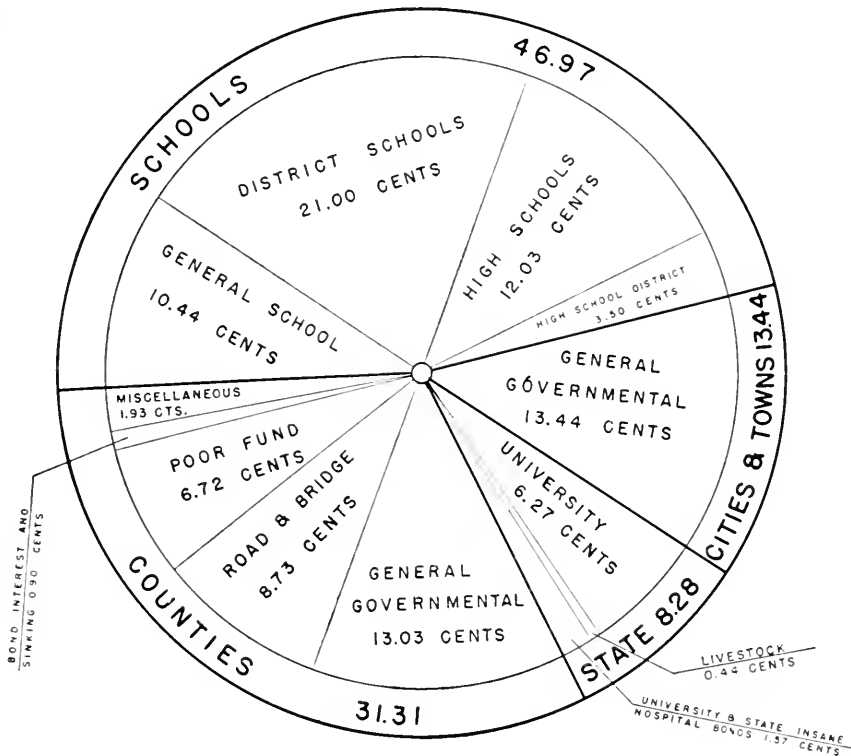 SCHOOLS
46.97
DISTRICT SCHOOLS
21.00 CENTS
HIGH SCHOOLS
12.03 CENTS
HIGH SCHOOL DISTRICT
3.50 CENTS
GENERAL SCHOOL
10.44 CENTS
CITIES & TOWNS 13.44
GENERAL
GOVERNMENTAL
13.44 CENTS
STATE 8.28
UNIVERSITY
6.27 CENTS
LIVESTOCK
0.44 CENTS
UNIVERSITY & STATE INSANE
HOSPITAL BONDS 1.57 CENTS
COUNTIES
31.31
GENERAL
GOVERNMENTAL
13.03 CENTS
ROAD & BRIDGE
8.73 CENTS
POOR FUND
6.72 CENTS
BOND INTEREST AND
SINKING 0.90 CENTS
MISCELLANEOUS
1.93 CTS.